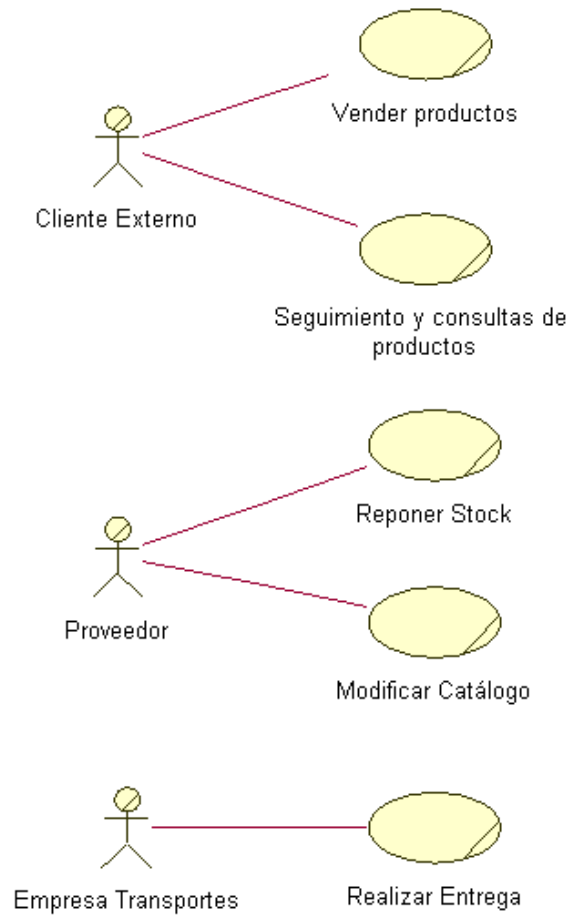 Vender productos
Cliente Externo
Seguimiento y consultas de
productos
Reponer Stock
Proveedor
Modificar Catálogo
Empresa Transportes
Realizar Entrega